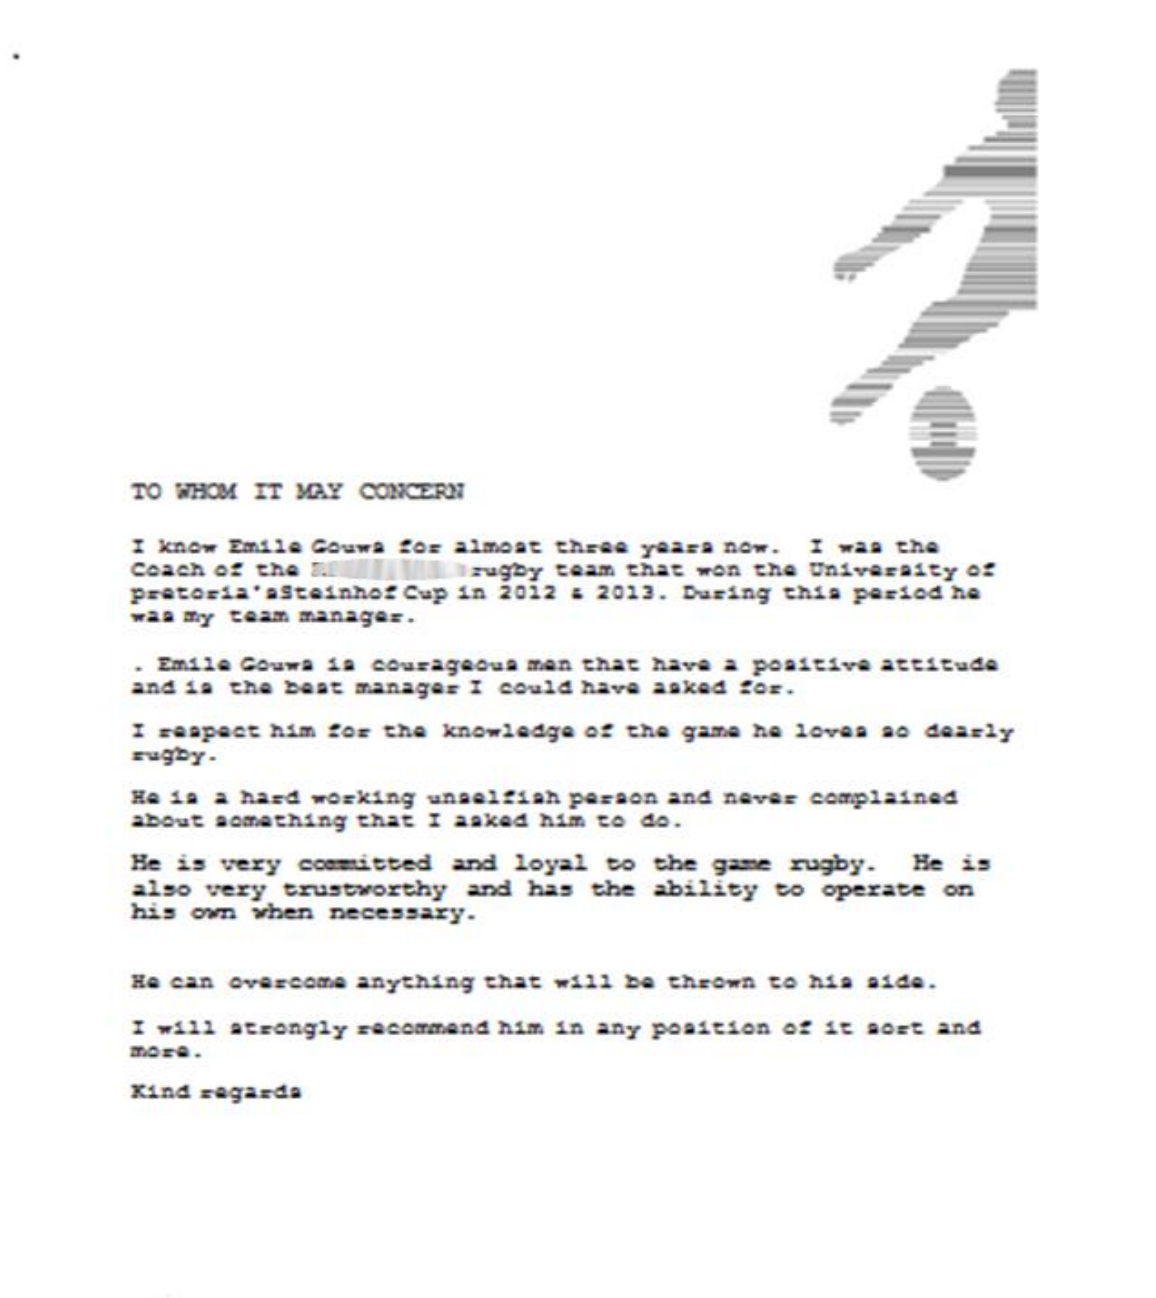 TO WHOM IT MAY CONCERN
I know Emile Gouws for almost three years now. I was the
Coach of the rugby team that won the University of
pretoria'sSteinhof Cup in 2012 & 2013. During this period he
was my team manager.
. Emile Gouws is courageous men that have a positive attitude
and is the best manager I could have asked for.
I respect him for the knowledge of the game he loves so dearly
rugby.
He is a hard working unselfish person and never complained
about something that I asked him to do.
He is very committed and loyal to the game rugby. He is
also very trustworthy and has the ability to operate on
his own when necessary.
He can overcome anything that will be thrown to his side.
I will strongly recommend him in any position of it sort and
more.
Kind regards